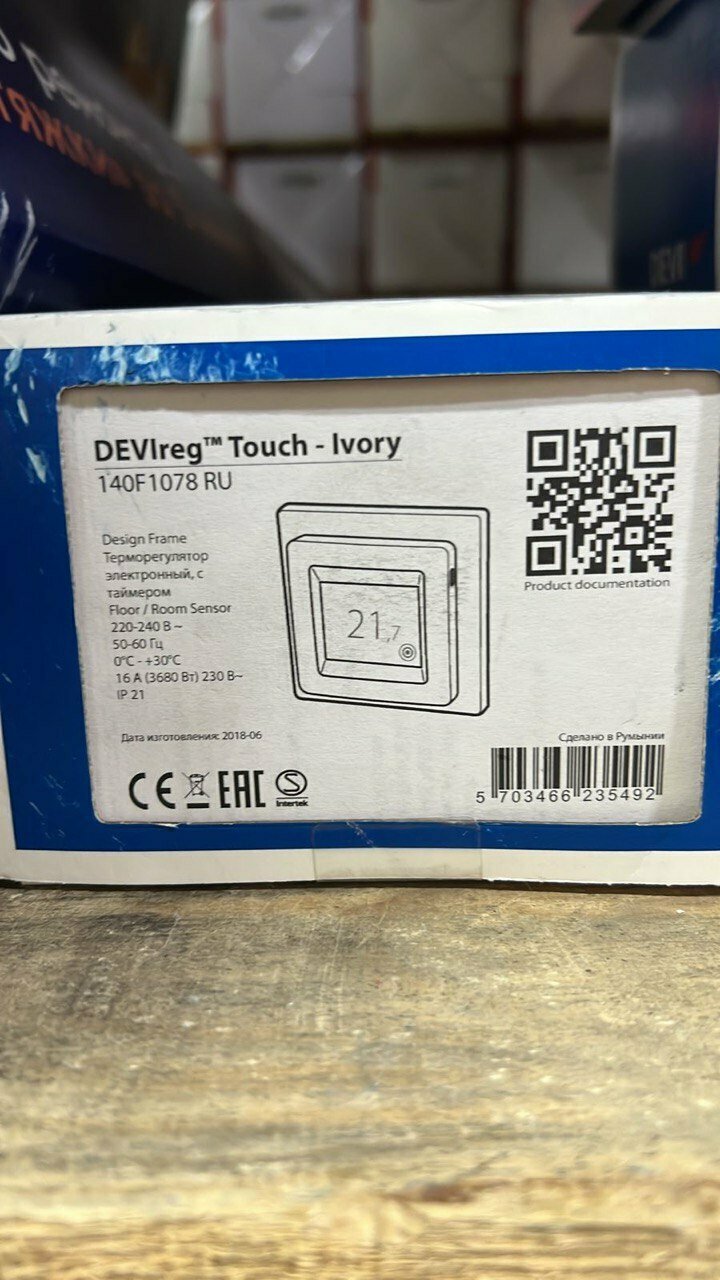 DEVI
DEVIreg™ Touch - Ivory
140F1078 RU
Design Frame
Терморегулятор
электронный, с
таймером
Floor / Room Sensor
220-240 В ~
50-60 Гц
0°C - +30°C
16 А (3680 Вт) 230 В~
IP 21
21,7
Product documentation
Дата изготовления: 2018-06
Сделано в Румынии
CE EAC S
Intertek
5 703466 235492